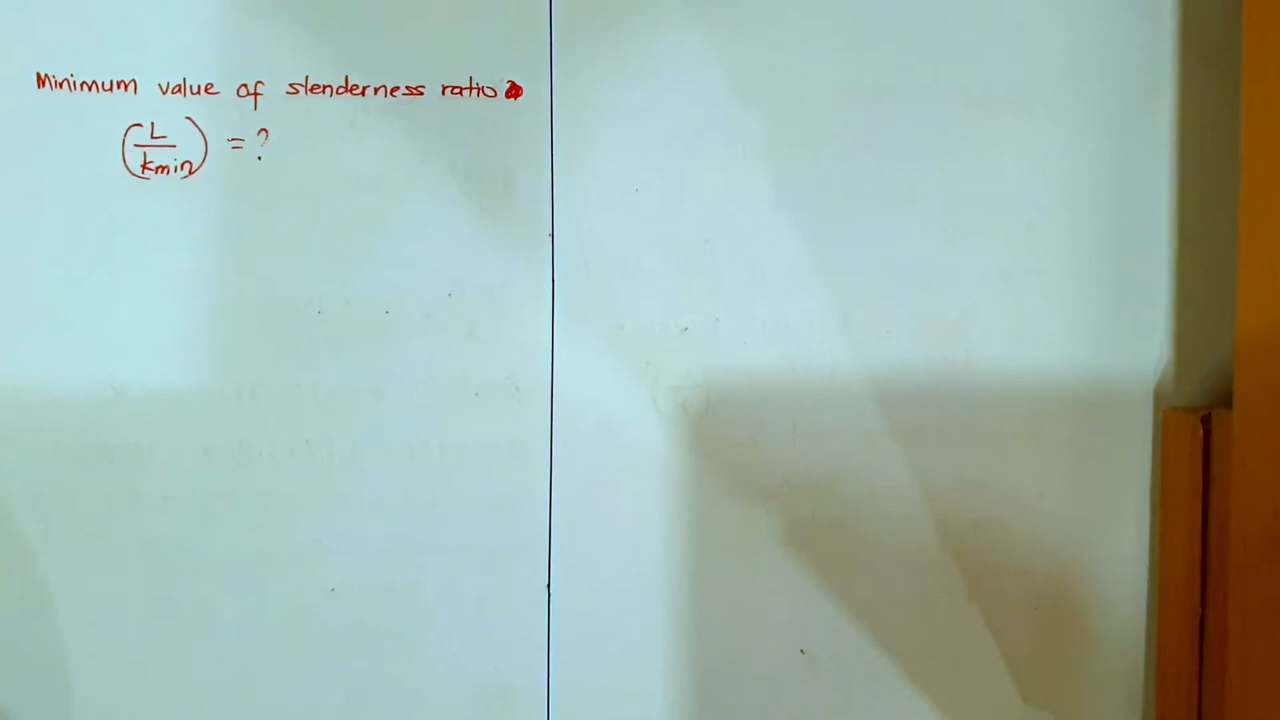 Minimum value of slenderness ratio
(L/kmin) = ?